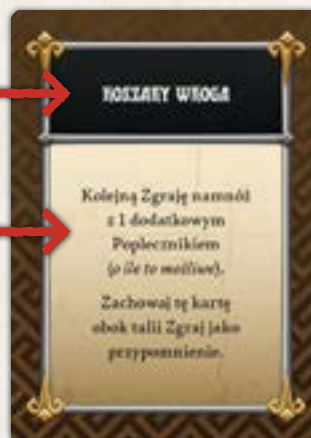 KOSZARY WROGA
Kolejną Zgraję namnóż
z 1 dodatkowym
Poplecznikiem
(o ile to możliwe).
Zachowaj tę kartę
obok talii Zgraj jako
przypomnienie.